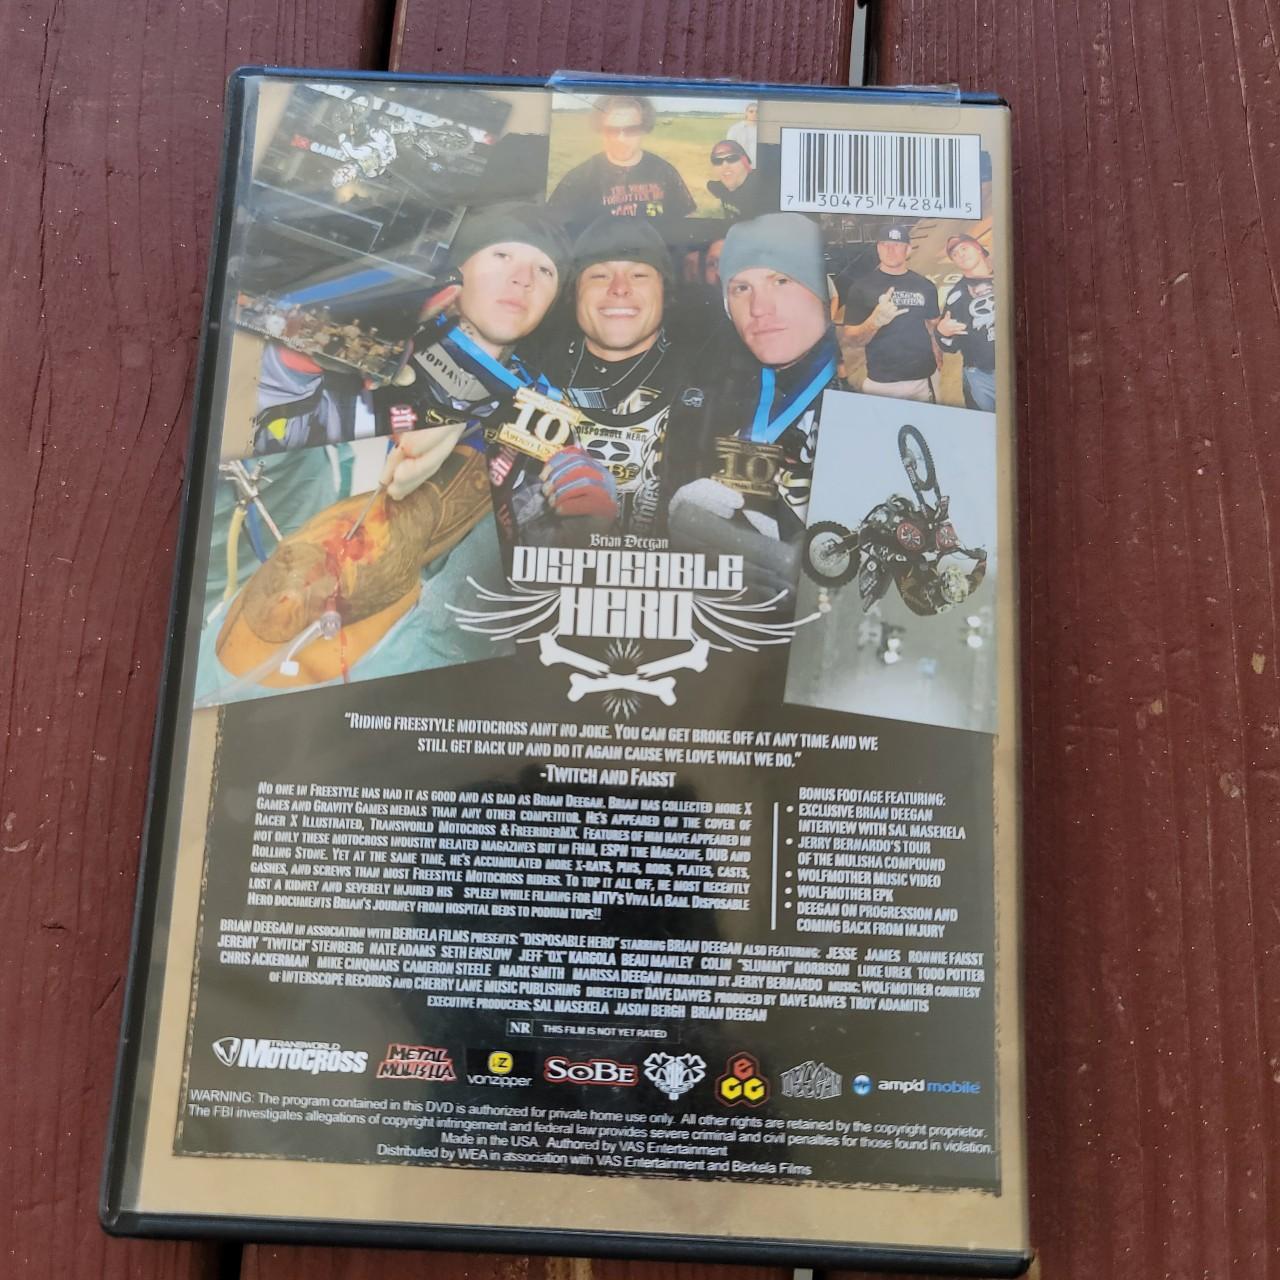 7 30475 74284 5
10
10
DISPOSABLE HERO
Brian Deegan
DISPOSABLE
HERO
"RIDING FREESTYLE MOTOCROSS AINT NO JOKE. YOU CAN GET BROKE OFF AT ANY TIME AND WE
STILL GET BACK UP AND DO IT AGAIN CAUSE WE LOVE WHAT WE DO."
-TWITCH AND FAISST
NO ONE IN FREESTYLE HAS HAD IT AS GOOD AND AS BAD AS BRIAN DEEGAN. BRIAN HAS COLLECTED MORE X
GAMES AND GRAVITY GAMES MEDALS THAN ANY OTHER COMPETITOR. HE'S APPEARED ON THE COVER OF
RACER X ILLUSTRATED, TRANSWORLD MOTOCROSS & FREERIDERMX. FEATURES OF HIM HAVE APPEARED IN
NOT ONLY THESE MOTOCROSS INDUSTRY RELATED MAGAZINES BUT IN FHM, ESPN THE MAGAZINE, DUB AND
ROLLING STONE. YET AT THE SAME TIME, HE'S ACCUMULATED MORE X-RAYS, PINS, RODS, PLATES, CASTS,
GASHES, AND SCREWS THAN MOST FREESTYLE MOTOCROSS RIDERS. TO TOP IT ALL OFF, HE MOST RECENTLY
LOST A KIDNEY AND SEVERELY INJURED HIS SPLEEN WHILE FILMING FOR MTV'S VIVA LA BAM. DISPOSABLE
HERO DOCUMENTS BRIAN'S JOURNEY FROM HOSPITAL BEDS TO PODIUM TOPS!!
BONUS FOOTAGE FEATURING:
• EXCLUSIVE BRIAN DEEGAN
INTERVIEW WITH SAL MASEKELA
• JERRY BERNARDO'S TOUR
OF THE MULISHA COMPOUND
• WOLFMOTHER MUSIC VIDEO
• WOLFMOTHER EPK
• DEEGAN ON PROGRESSION AND
COMING BACK FROM INJURY
BRIAN DEEGAN IN ASSOCIATION WITH BERKELA FILMS PRESENTS: "DISPOSABLE HERO" STARRING BRIAN DEEGAN ALSO FEATURING: JESSE JAMES RONNIE FAISST
JEREMY "TWITCH" STENBERG NATE ADAMS SETH ENSLOW JEFF "OX" KARGOLA BEAU MANLEY COLIN "SLUMMY" MORRISON LUKE UREK TODD POTTER
CHRIS ACKERMAN MIKE CINQMARS CAMERON STEELE MARK SMITH MARISSA DEEGAN NARRATION BY JERRY BERNARDO MUSIC: WOLFMOTHER COURTESY
OF INTERSCOPE RECORDS AND CHERRY LANE MUSIC PUBLISHING DIRECTED BY DAVE DAWES PRODUCED BY DAVE DAWES TROY ADAMITIS
EXECUTIVE PRODUCERS: SAL MASEKELA JASON BERGH BRIAN DEEGAN
NR THIS FILM IS NOT YET RATED
TRANSWORLD MOTOCROSS METAL MULISHA VZ vonzipper SOBE eGG DEEGAN amp'd mobile
WARNING: The program contained in this DVD is authorized for private home use only. All other rights are retained by the copyright proprietor.
The FBI investigates allegations of copyright infringement and federal law provides severe criminal and civil penalties for those found in violation.
Made in the USA. Authored by VAS Entertainment
Distributed by WEA in association with VAS Entertainment and Berkela Films